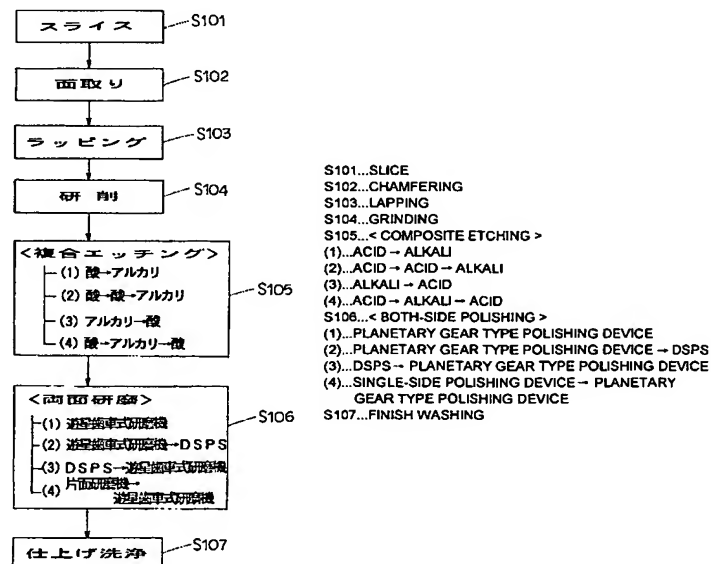 スライス
S101
面取り
S102
ラッピング
S103
研削
S104
<複合エッチング>
(1) 酸→アルカリ
(2) 酸→酸→アルカリ
(3) アルカリ→酸
(4) 酸→アルカリ→酸
S105
<両面研磨>
(1) 遊星歯車式研磨機
(2) 遊星歯車式研磨機→DSPS
(3) DSPS→遊星歯車式研磨機
(4) 片面研磨機→
遊星歯車式研磨機
S106
仕上げ洗浄
S107
S101...SLICE
S102...CHAMFERING
S103...LAPPING
S104...GRINDING
S105...< COMPOSITE ETCHING >
(1)...ACID → ALKALI
(2)...ACID → ACID → ALKALI
(3)...ALKALI → ACID
(4)...ACID → ALKALI → ACID
S106...< BOTH-SIDE POLISHING >
(1)...PLANETARY GEAR TYPE POLISHING DEVICE
(2)...PLANETARY GEAR TYPE POLISHING DEVICE → DSPS
(3)...DSPS → PLANETARY GEAR TYPE POLISHING DEVICE
(4)...SINGLE-SIDE POLISHING DEVICE → PLANETARY
GEAR TYPE POLISHING DEVICE
S107...FINISH WASHING